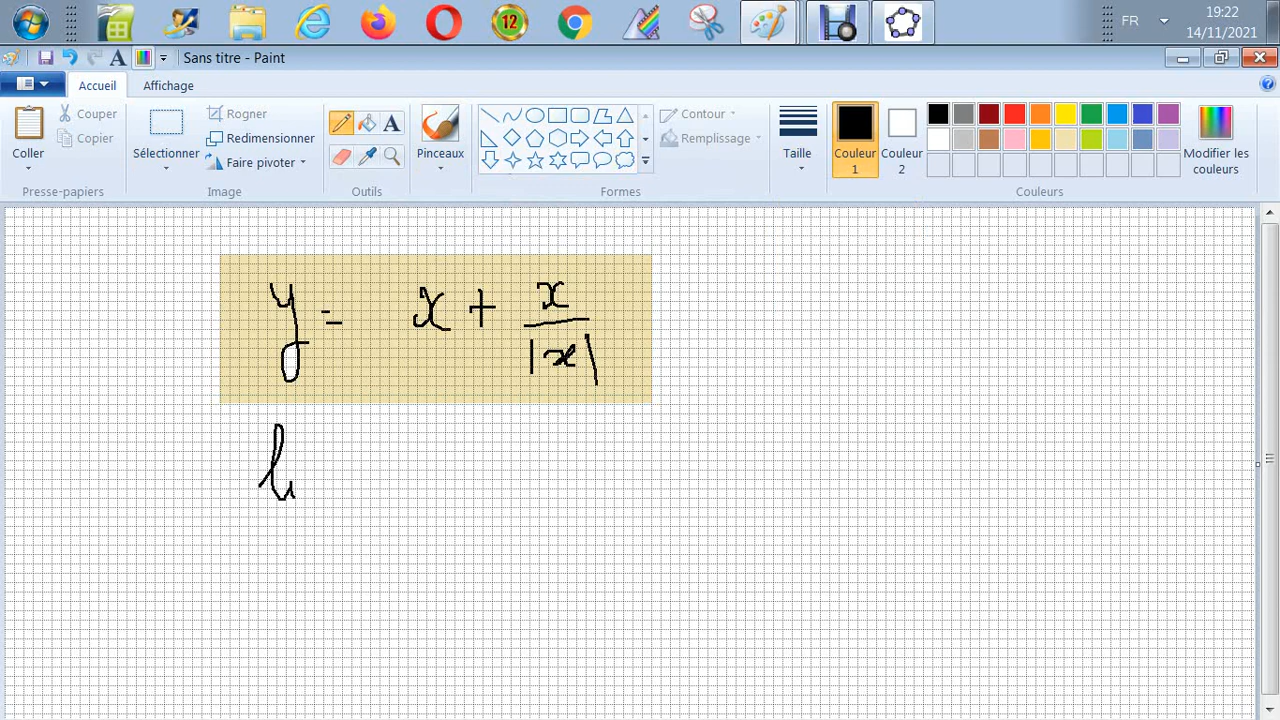 12
FR
19:22
14/11/2021
Sans titre - Paint
Accueil
Affichage
Coller
Couper
Copier
Presse-papiers
Sélectionner
Rogner
Redimensionner
Faire pivoter
Image
A
Outils
Pinceaux
Contour
Remplissage
Formes
Taille
Couleur 1
Couleur 2
Modifier les couleurs
Couleurs
y = x + x / |x|